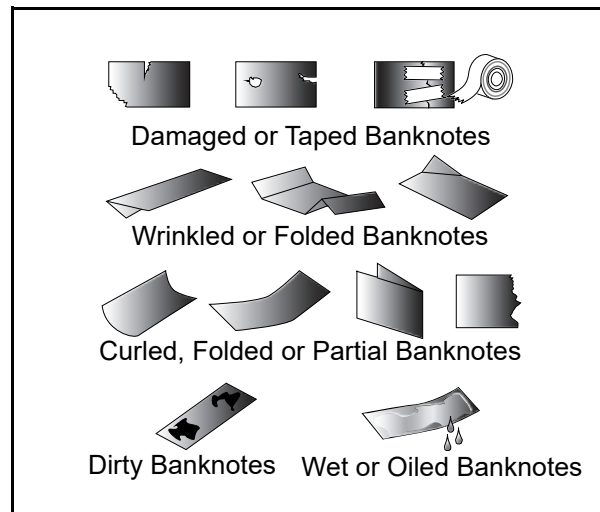 Damaged or Taped Banknotes
Wrinkled or Folded Banknotes
Curled, Folded or Partial Banknotes
Dirty Banknotes
Wet or Oiled Banknotes